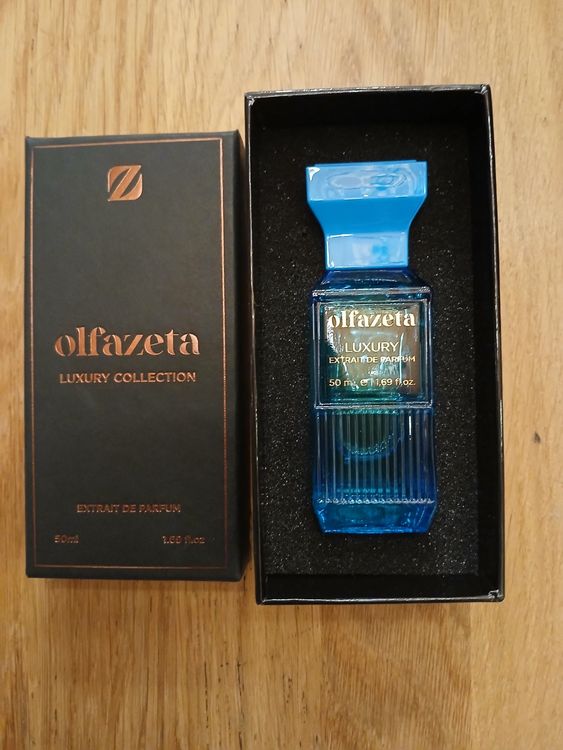 olfazeta
LUXURY COLLECTION
EXTRAIT DE PARFUM
50ml 1.69 fl.oz
olfazeta
LUXURY
EXTRAIT DE PARFUM
50 ml ℮ 1,69 fl.oz.